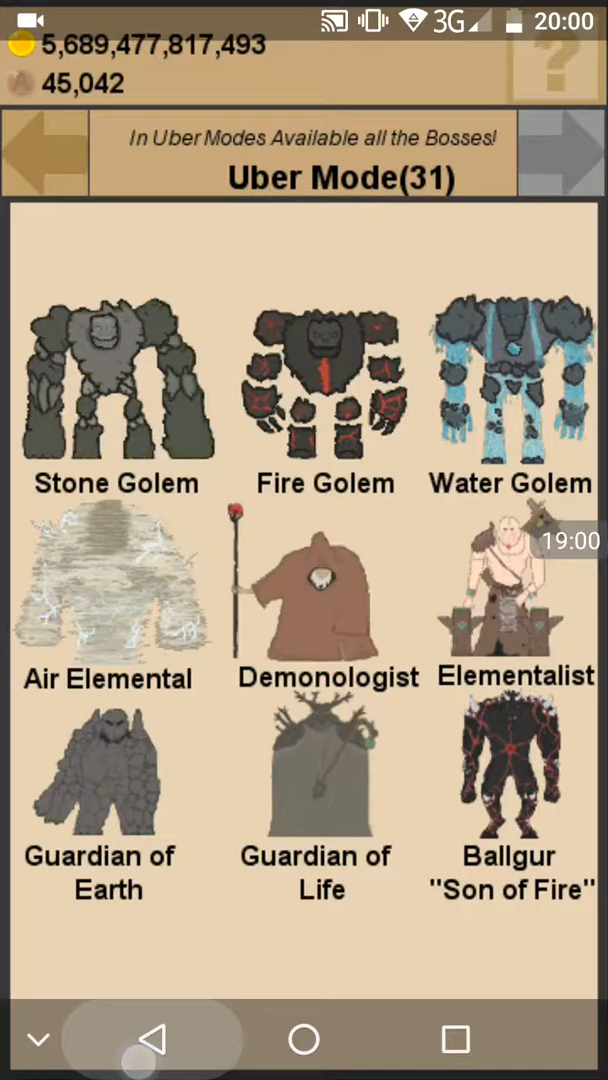 3G 20:00
5,689,477,817,493
?
45,042
In Uber Modes Available all the Bosses!
Uber Mode(31)
Stone Golem Fire Golem Water Golem
19:00
Air Elemental Demonologist Elementalist
Guardian of Guardian of Ballgur
Earth Life "Son of Fire"